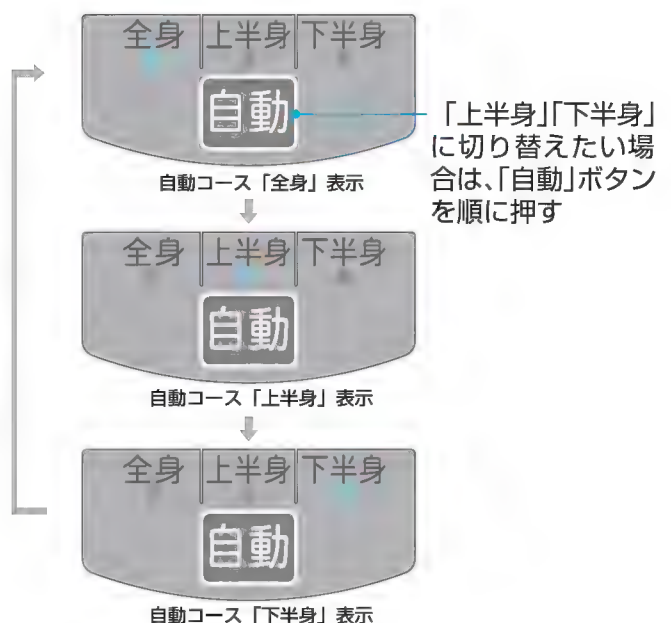 全身 上半身 下半身
自動
「上半身」「下半身」
に切り替えたい場
合は、「自動」ボタン
を順に押す
自動コース「全身」表示
全身 上半身 下半身
自動
自動コース「上半身」表示
全身 上半身 下半身
自動
自動コース「下半身」表示